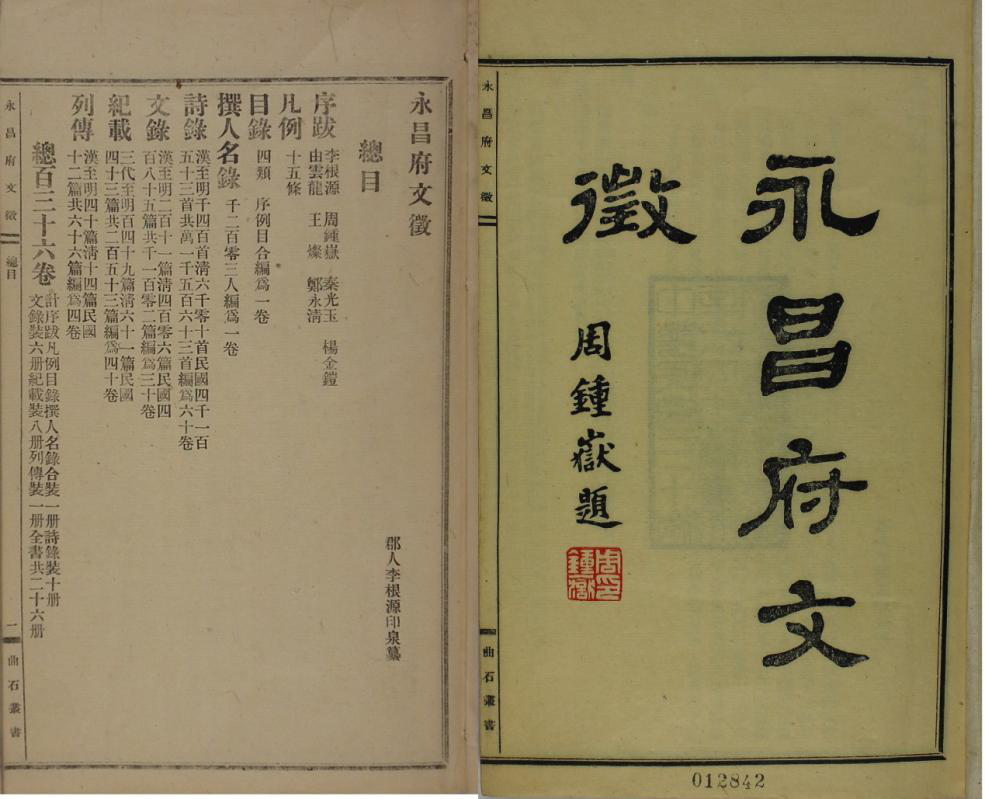 永昌府文
徵
周鍾嶽題
周印鍾嶽
永昌府文徵
曲石叢書
012842
永昌府文徵
郡人李根源印泉纂
總目
序跋
李根源 周鍾嶽 秦光玉 楊金鎧
由雲龍 王燦 鄭永淸
凡例 十五條
目錄 四類 序例目合編爲一卷
撰人名錄 千二百零三人編爲一卷
詩錄
漢至明千四百首淸六千零十首民國四千一百
五十三首共萬一千五百六十三首編爲六十卷
文錄
漢至明二百十一篇淸四百零六篇民國四
百八十五篇共千一百零二篇編爲三十卷
紀載
三代至明百四十九篇淸六十一篇民國
四十三篇共二百五十三篇編爲四十卷
列傳
漢至明四十篇淸十四篇民國
十二篇共六十六篇編爲四卷
總百三十六卷
計序跋凡例目錄撰人名錄合裝一册詩錄裝十册
文錄裝六册紀載裝八册列傳裝一册全書共二十六册
永昌府文徵 總目 一 曲石叢書